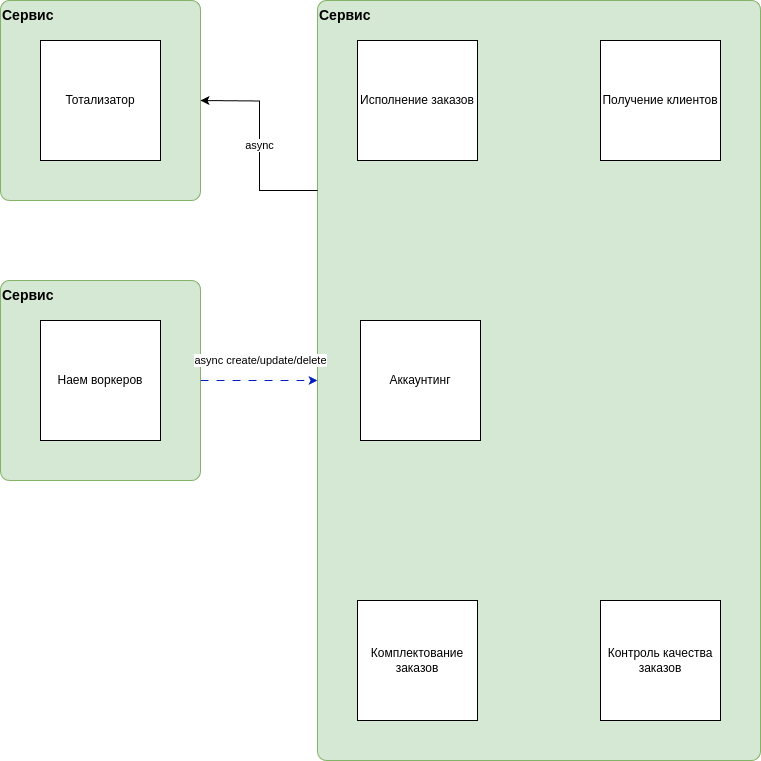 Сервис
Тотализатор
async
Сервис
Исполнение заказов
Получение клиентов
Сервис
Наем воркеров
async create/update/delete
Аккаунтинг
Комплектование
заказов
Контроль качества
заказов